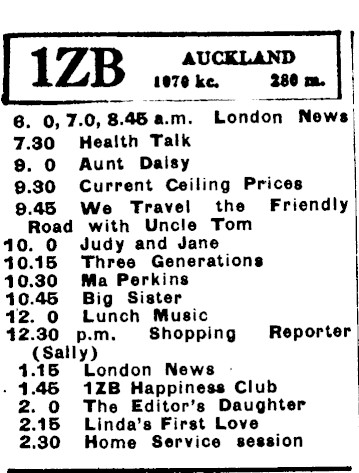 1ZB AUCKLAND
1070 kc. 280 m.
6. 0, 7.0, 8.45 a.m. London News
7.30 Health Talk
9. 0 Aunt Daisy
9.30 Current Ceiling Prices
9.45 We Travel the Friendly
Road with Uncle Tom
10. 0 Judy and Jane
10.15 Three Generations
10.30 Ma Perkins
10.45 Big Sister
12. 0 Lunch Music
12.30 p.m. Shopping Reporter
(Sally)
1.15 London News
1.45 1ZB Happiness Club
2. 0 The Editor's Daughter
2.15 Linda's First Love
2.30 Home Service session